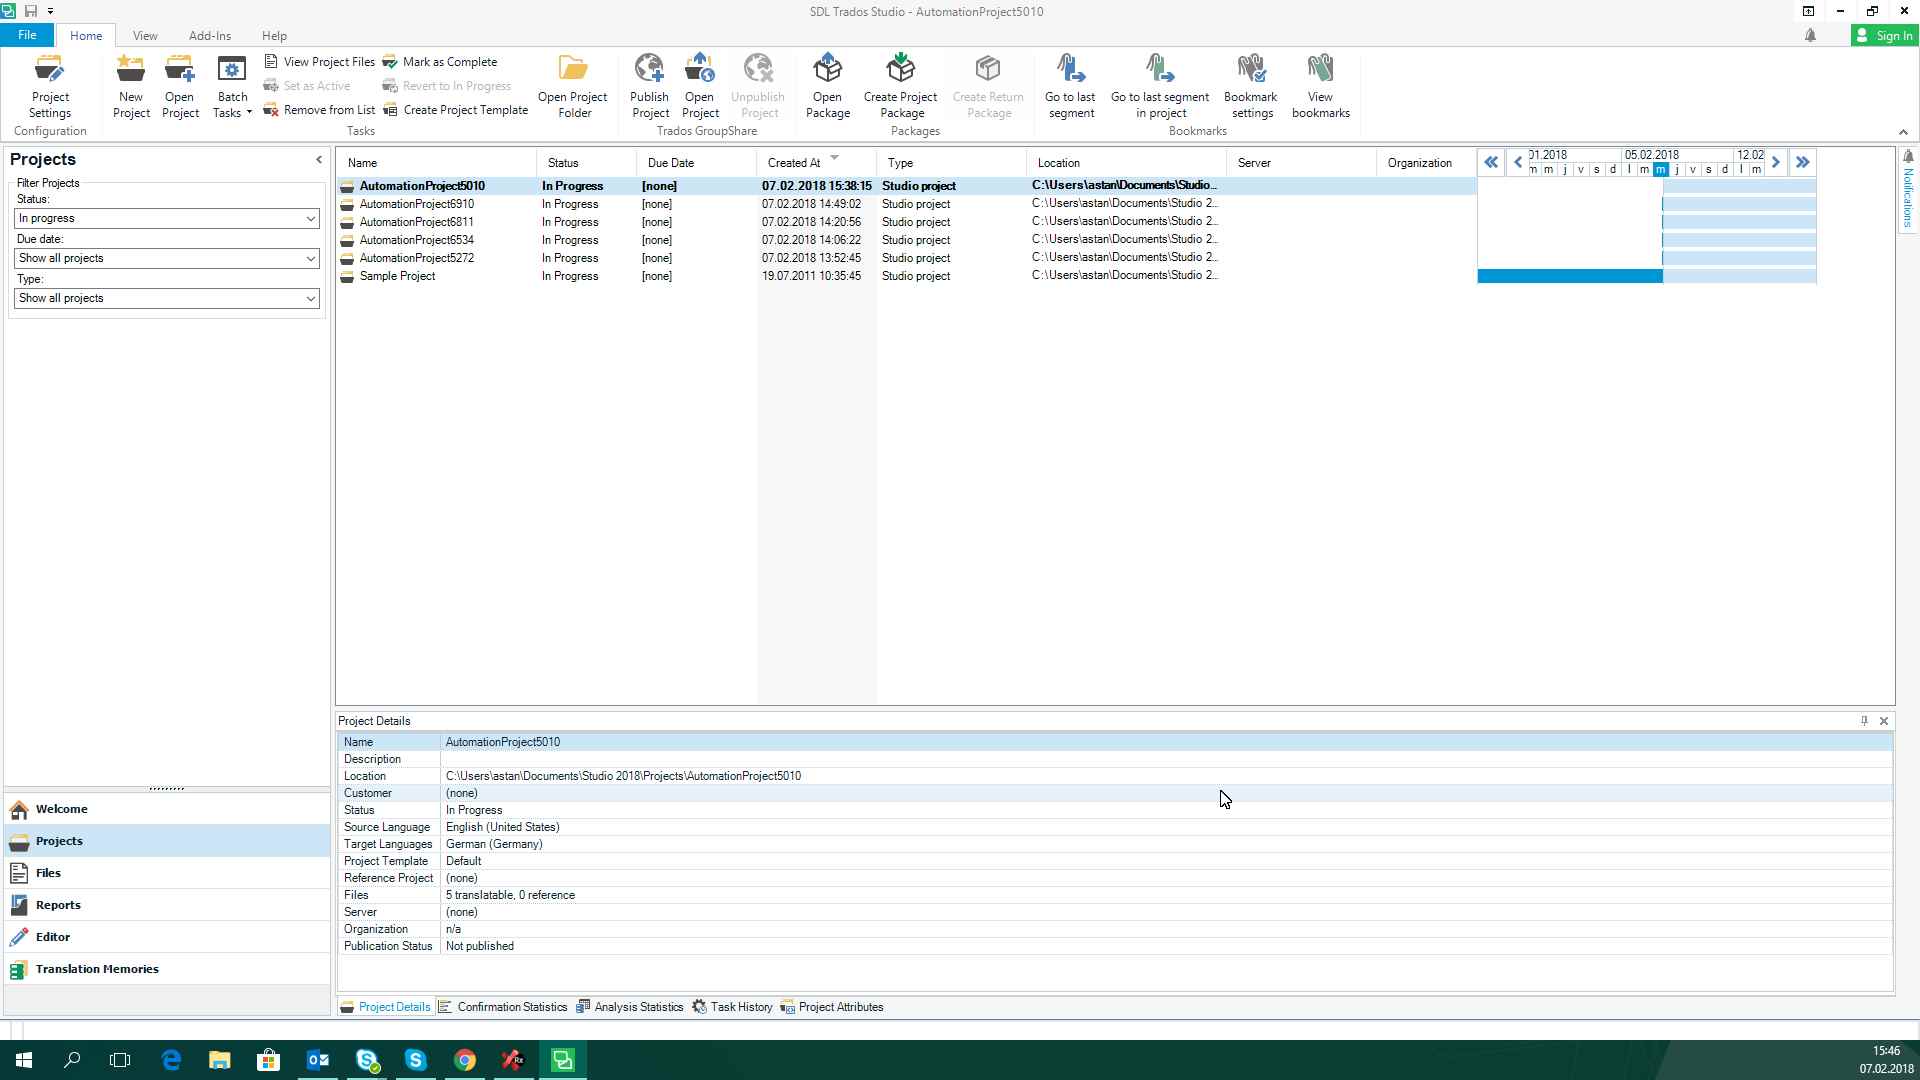 SDL Trados Studio - AutomationProject5010
File Home View Add-Ins Help Sign In
Project Settings
Configuration
New Project
Open Project
Batch Tasks
View Project Files
Set as Active
Remove from List
Mark as Complete
Revert to In Progress
Create Project Template
Tasks
Open Project Folder
Publish Project
Open Project
Unpublish Project
Trados GroupShare
Open Package
Create Project Package
Create Return Package
Packages
Go to last segment
Go to last segment in project
Bookmark settings
View bookmarks
Bookmarks
Projects
Filter Projects
Status:
In progress
Due date:
Show all projects
Type:
Show all projects
Name Status Due Date Created At Type Location Server Organization
01.2018 05.02.2018 12.02
m m j v s d l m m j v s d l m
AutomationProject5010 In Progress [none] 07.02.2018 15:38:15 Studio project C:\Users\astan\Documents\Studio...
AutomationProject6910 In Progress [none] 07.02.2018 14:49:02 Studio project C:\Users\astan\Documents\Studio 2...
AutomationProject6811 In Progress [none] 07.02.2018 14:20:56 Studio project C:\Users\astan\Documents\Studio 2...
AutomationProject6534 In Progress [none] 07.02.2018 14:06:22 Studio project C:\Users\astan\Documents\Studio 2...
AutomationProject5272 In Progress [none] 07.02.2018 13:52:45 Studio project C:\Users\astan\Documents\Studio 2...
Sample Project In Progress [none] 19.07.2011 10:35:45 Studio project C:\Users\astan\Documents\Studio 2...
Notifications
Project Details
Name AutomationProject5010
Description
Location C:\Users\astan\Documents\Studio 2018\Projects\AutomationProject5010
Customer (none)
Status In Progress
Source Language English (United States)
Target Languages German (Germany)
Project Template Default
Reference Project (none)
Files 5 translatable, 0 reference
Server (none)
Organization n/a
Publication Status Not published
Welcome
Projects
Files
Reports
Editor
Translation Memories
Project Details Confirmation Statistics Analysis Statistics Task History Project Attributes
15:46
07.02.2018